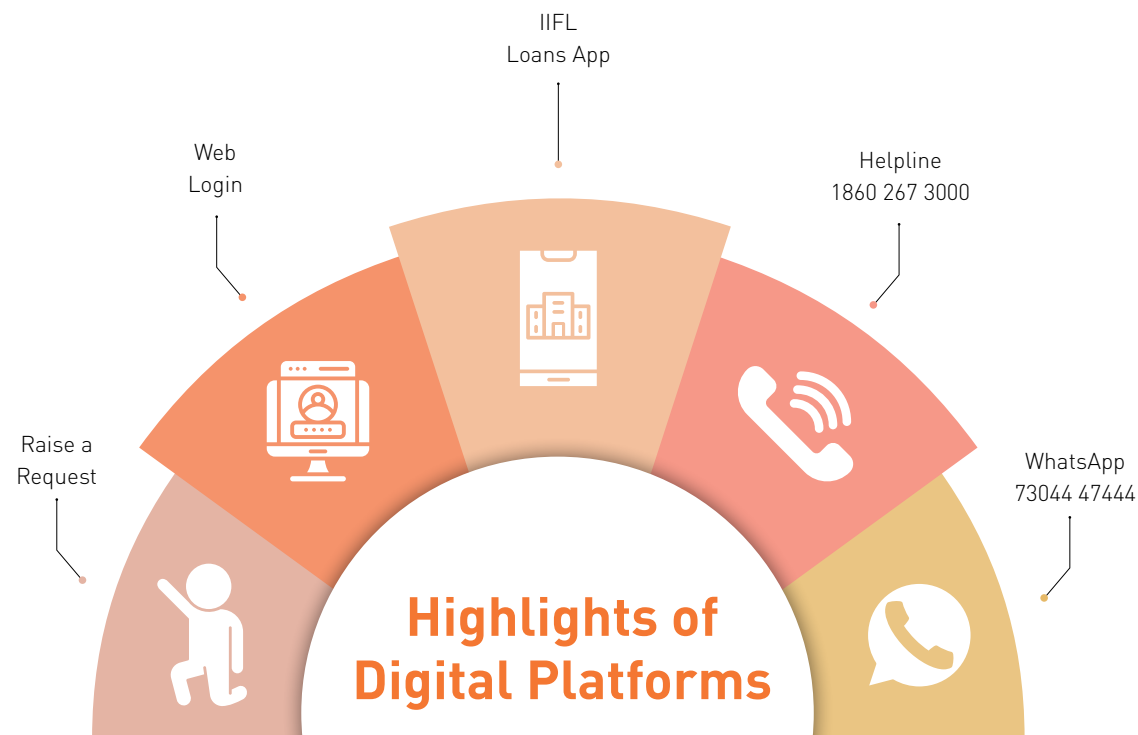 IIFL
Loans App
Web
Login
Helpline
1860 267 3000
Raise a
Request
WhatsApp
73044 47444
Highlights of
Digital Platforms